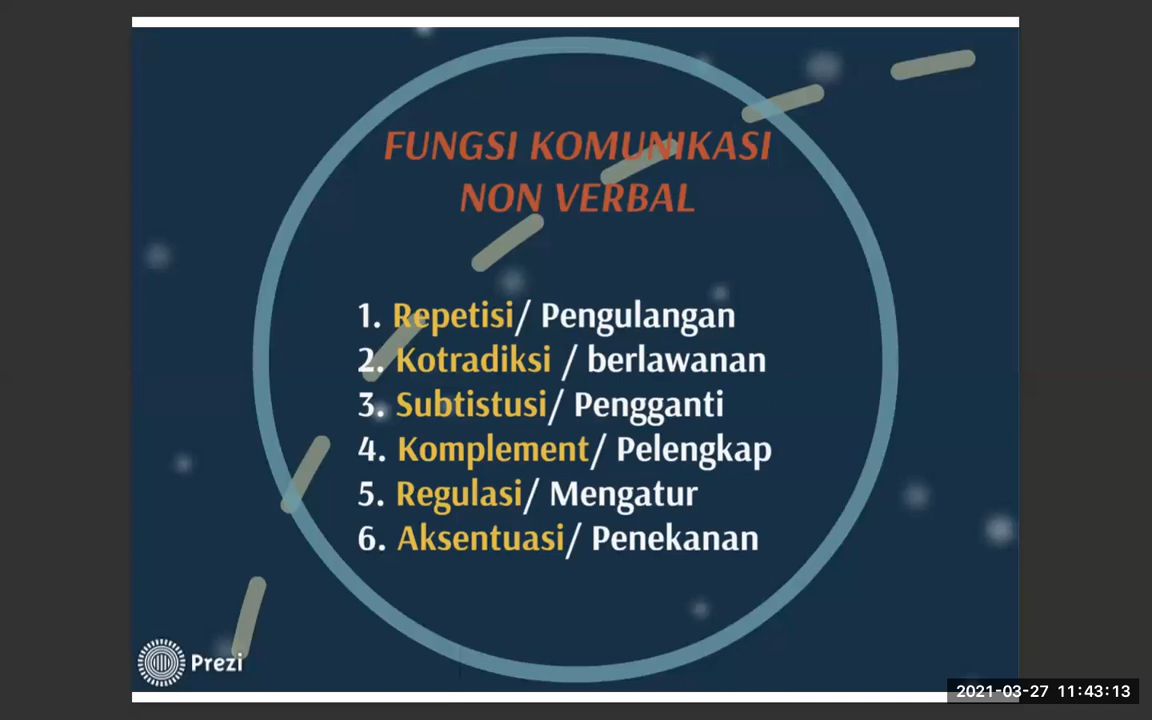 FUNGSI KOMUNIKASI
NON VERBAL
1. Repetisi/ Pengulangan
2. Kotradiksi / berlawanan
3. Subtistusi/ Pengganti
4. Komplement/ Pelengkap
5. Regulasi/ Mengatur
6. Aksentuasi/ Penekanan
Prezi
2021-03-27 11:43:13